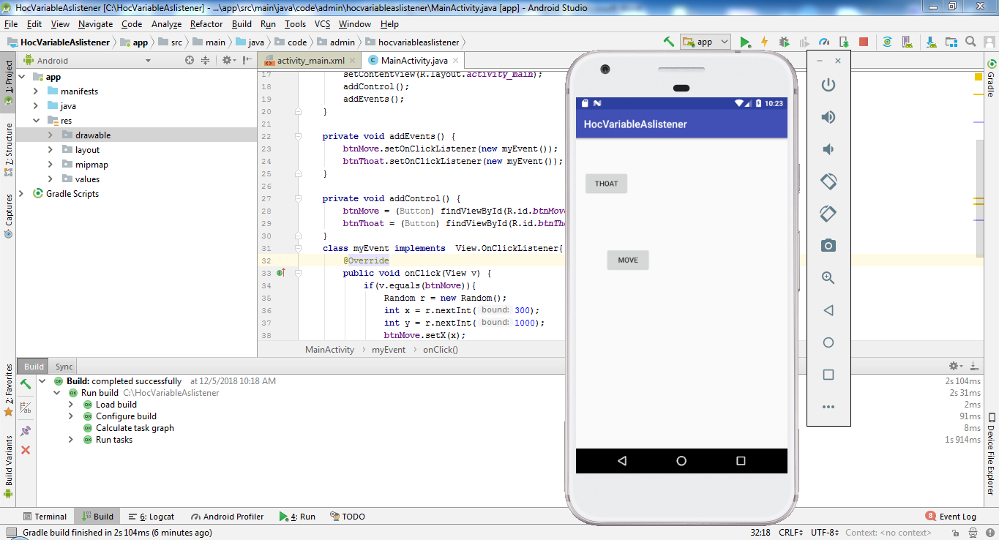 HocVariableAslistener [C:\HocVariableAslistener] - ...\app\src\main\java\code\admin\hocvariableaslistener\MainActivity.java [app] - Android Studio
File Edit View Navigate Code Analyze Refactor Build Run Tools VCS Window Help
HocVariableAslistener app src main java code admin hocvariableaslistener
app
Android
activity_main.xml
MainActivity.java
1: Project
7: Structure
Captures
2: Favorites
Build Variants
app
manifests
java
res
drawable
layout
mipmap
values
Gradle Scripts
17 setContentView(R.layout.activity_main);
18 addControl();
19 addEvents();
20 }
21
22 private void addEvents() {
23 btnMove.setOnClickListener(new myEvent());
24 btnThoat.setOnClickListener(new myEvent());
25 }
26
27 private void addControl() {
28 btnMove = (Button) findViewById(R.id.btnMov
29 btnThoat = (Button) findViewById(R.id.btnTh
30 }
31 class myEvent implements View.OnClickListener{
32 @Override
33 public void onClick(View v) {
34 if(v.equals(btnMove)){
35 Random r = new Random();
36 int x = r.nextInt( bound: 300);
37 int y = r.nextInt( bound: 1000);
38 btnMove.setX(x);
MainActivity myEvent onClick()
10:23
HocVariableAslistener
THOAT
MOVE
Gradle
Device File Explorer
Build Sync
Build: completed successfully at 12/5/2018 10:18 AM 2s 104ms
Run build C:\HocVariableAslistener 2s 31ms
Load build 2ms
Configure build 91ms
Calculate task graph 8ms
Run tasks 1s 914ms
Terminal Build 6: Logcat Android Profiler 4: Run TODO 8 Event Log
Gradle build finished in 2s 104ms (6 minutes ago) 32:18 CRLF UTF-8 Context: <no context>